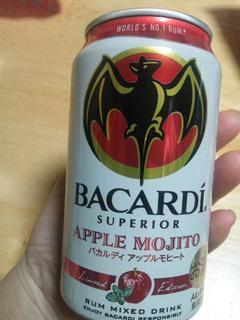 WORLD'S NO.1 RUM*
BACARDÍ
SUPERIOR
APPLE MOJITO
バカルディ アップルモヒート
Limited Edition
RUM MIXED DRINK
ENJOY BACARDI RESPONSIBLY